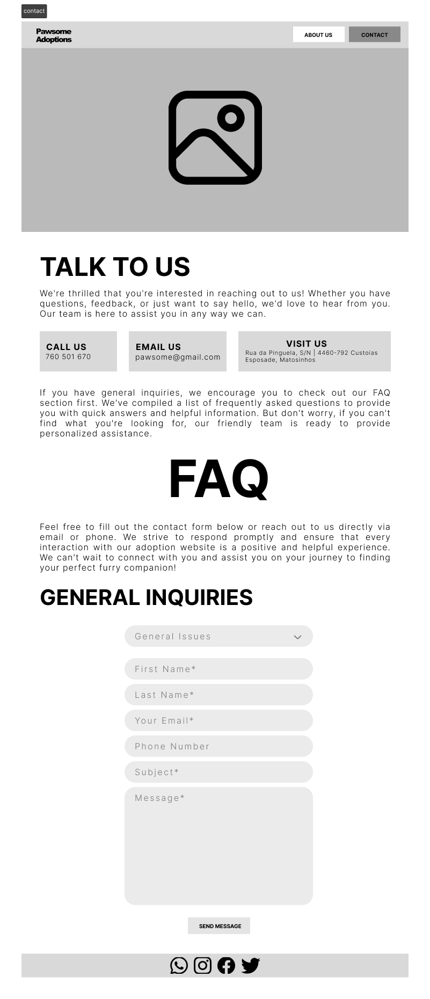 contact
Pawsome
Adoptions
ABOUT US
CONTACT
TALK TO US
We're thrilled that you're interested in reaching out to us! Whether you have
questions, feedback, or just want to say hello, we'd love to hear from you.
Our team is here to assist you in any way we can.
CALL US
760 501 670
EMAIL US
pawsome@gmail.com
VISIT US
Rua da Pinguela, S/N | 4460-792 Custoias
Esposade, Matosinhos
If you have general inquiries, we encourage you to check out our FAQ
section first. We've compiled a list of frequently asked questions to provide
you with quick answers and helpful information. But don't worry, if you can't
find what you're looking for, our friendly team is ready to provide
personalized assistance.
FAQ
Feel free to fill out the contact form below or reach out to us directly via
email or phone. We strive to respond promptly and ensure that every
interaction with our adoption website is a positive and helpful experience.
We can't wait to connect with you and assist you on your journey to finding
your perfect furry companion!
GENERAL INQUIRIES
General Issues
First Name*
Last Name*
Your Email*
Phone Number
Subject*
Message*
SEND MESSAGE